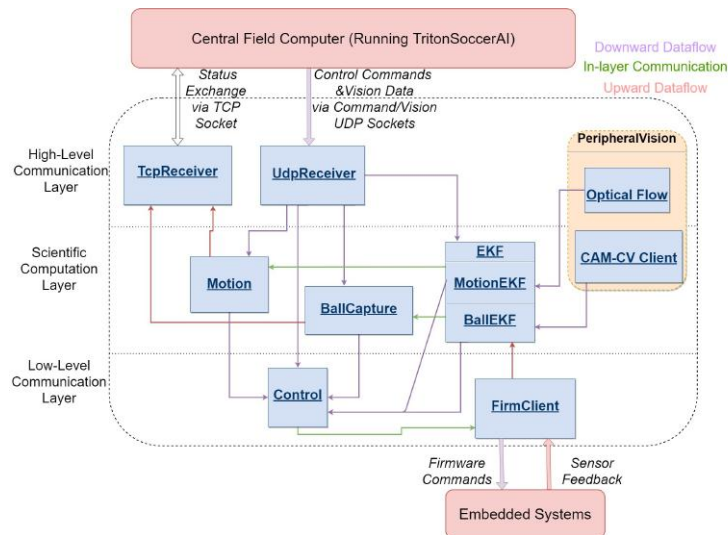 Central Field Computer (Running TritonSoccerAI)
Downward Dataflow
In-layer Communication
Upward Dataflow
Status
Exchange
via TCP
Socket
Control Commands
&Vision Data
via Command/Vision
UDP Sockets
High-Level
Communication
Layer
TcpReceiver
UdpReceiver
PeripheralVision
Optical Flow
Scientific
Computation
Layer
Motion
BallCapture
EKF
MotionEKF
BallEKF
CAM-CV Client
Low-Level
Communication
Layer
Control
FirmClient
Firmware
Commands
Sensor
Feedback
Embedded Systems